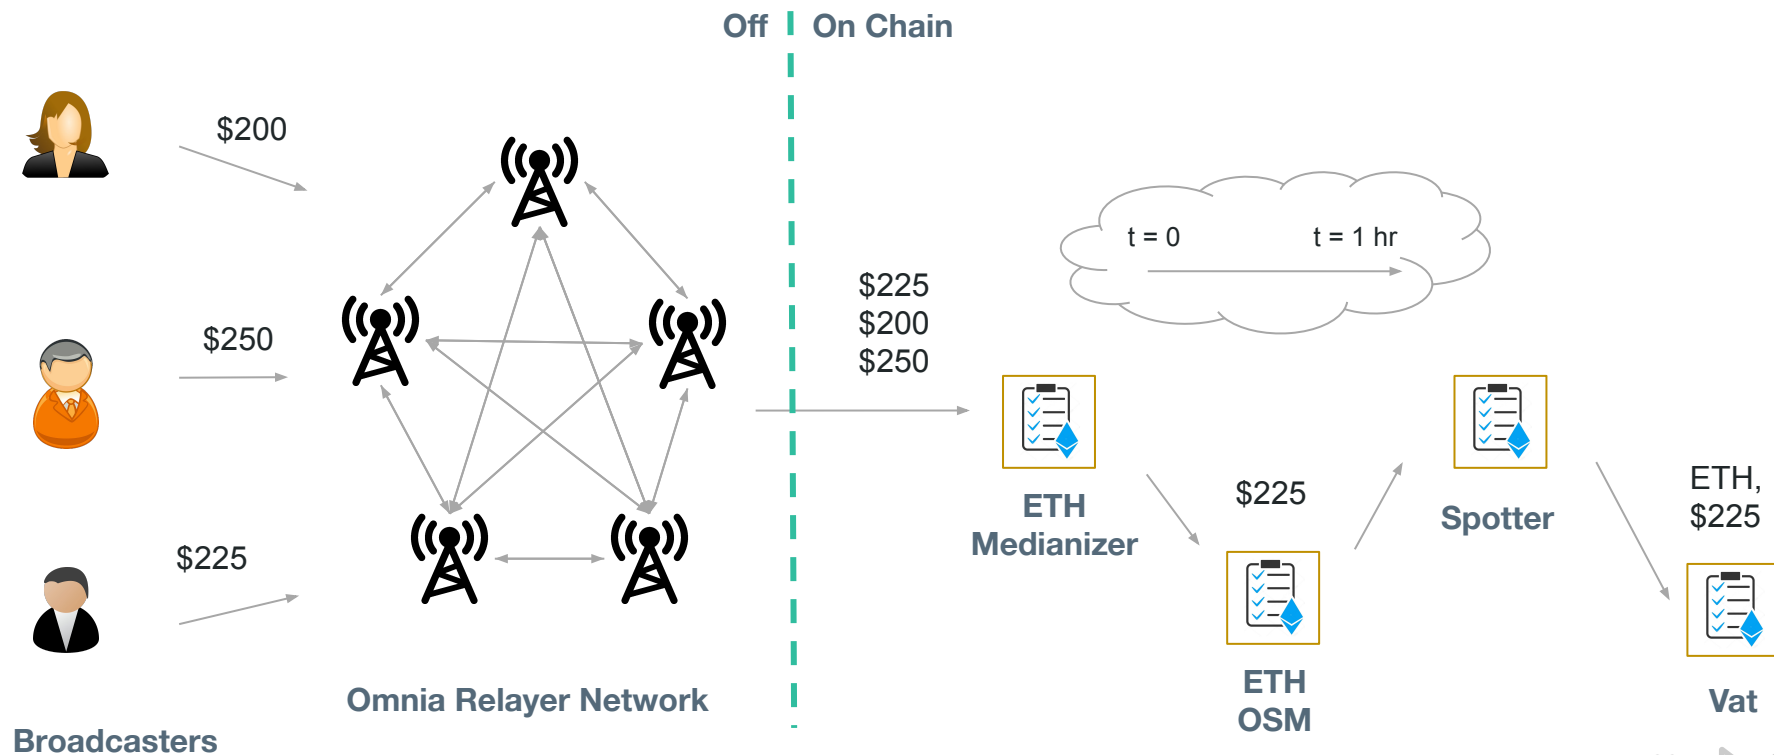 Off
On Chain
$200
$250
$225
Broadcasters
Omnia Relayer Network
$225
$200
$250
t = 0
t = 1 hr
ETH
Medianizer
$225
ETH
OSM
Spotter
ETH,
$225
Vat